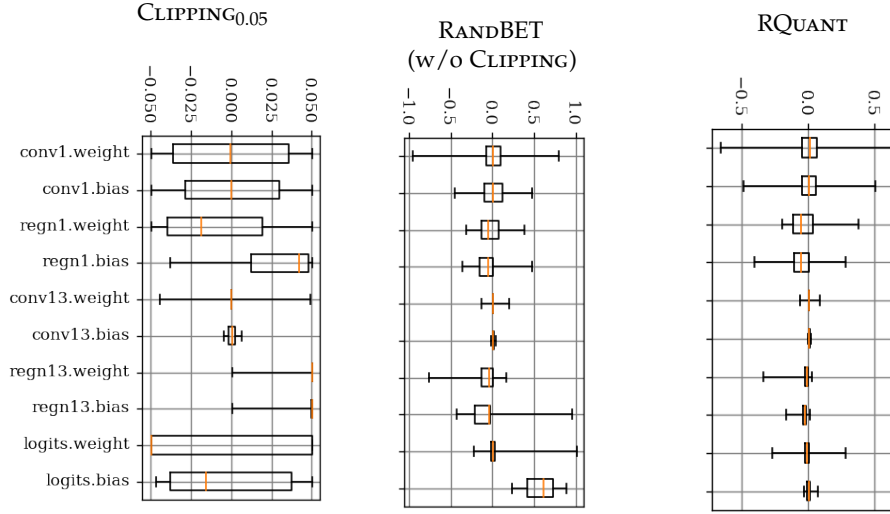 CLIPPING0.05
RANDBET
(w/o CLIPPING)
RQUANT
−0.050
−0.025
0.000
0.025
0.050
−1.0
−0.5
0.0
0.5
1.0
−0.5
0.0
0.5
conv1.weight
conv1.bias
regn1.weight
regn1.bias
conv13.weight
conv13.bias
regn13.weight
regn13.bias
logits.weight
logits.bias